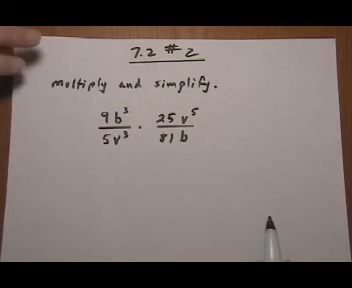 7.2 #2
multiply and simplify.
9b³/5v³ · 25v⁵/81b